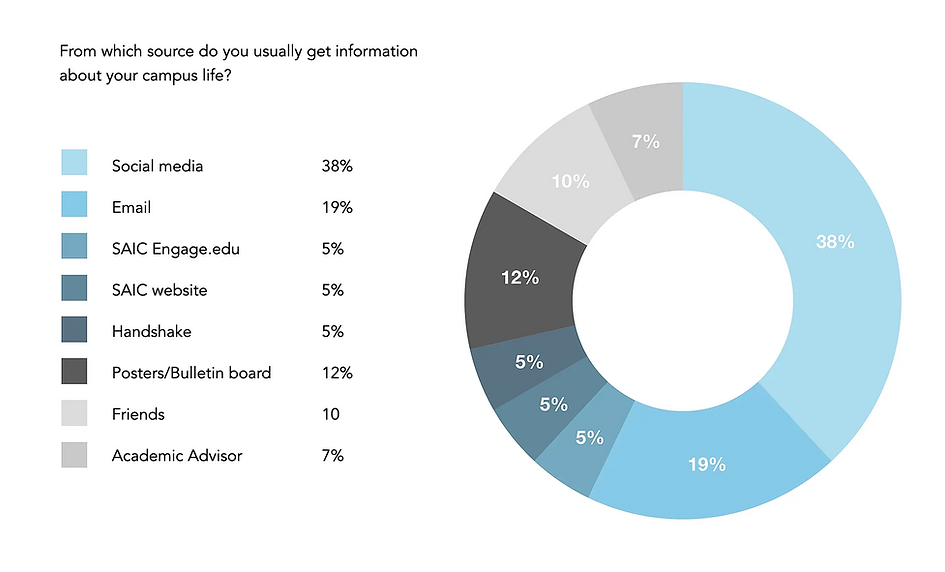 From which source do you usually get information
about your campus life?
Social media 38%
Email 19%
SAIC Engage.edu 5%
SAIC website 5%
Handshake 5%
Posters/Bulletin board 12%
Friends 10
Academic Advisor 7%
7%
10%
38%
12%
5%
5%
5%
19%